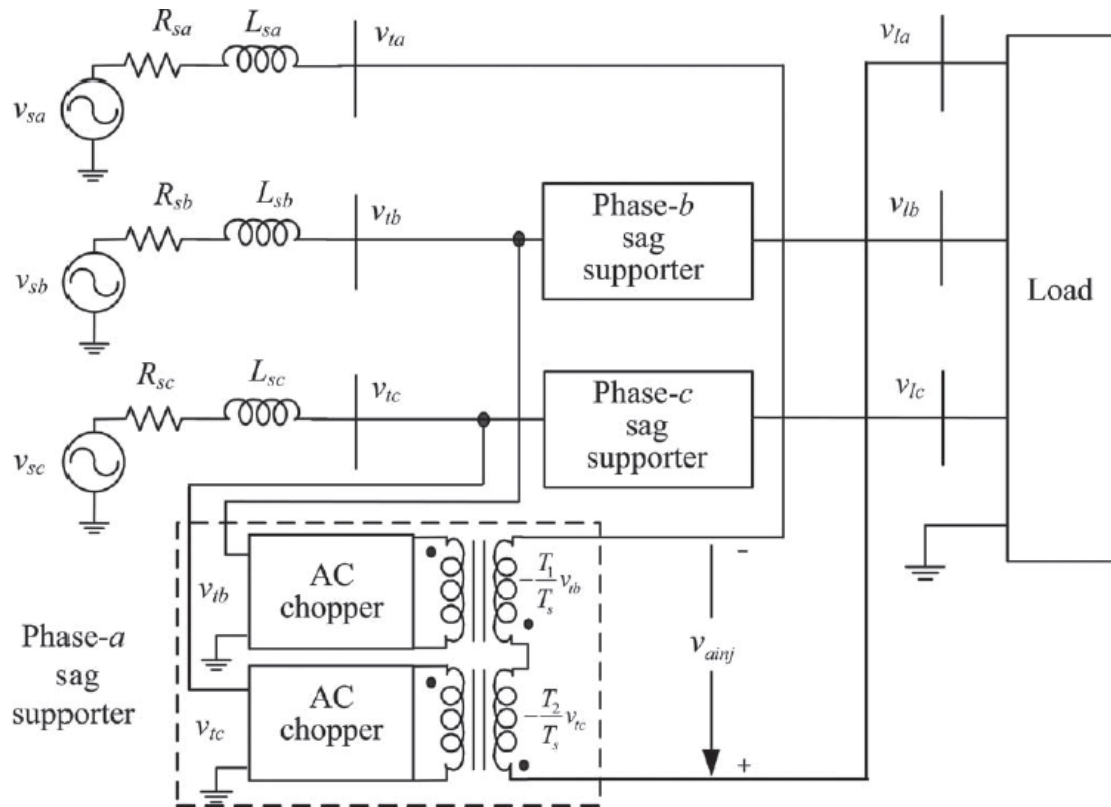 R_sa
L_sa
v_ta
v_la
v_sa
R_sb
L_sb
v_tb
Phase-b
sag
supporter
v_lb
v_sb
Load
R_sc
L_sc
v_tc
Phase-c
sag
supporter
v_lc
v_sc
Phase-a
sag
supporter
v_tb
AC
chopper
-T_1/T_s v_tb
-
v_ainj
v_tc
AC
chopper
-T_2/T_s v_tc
+